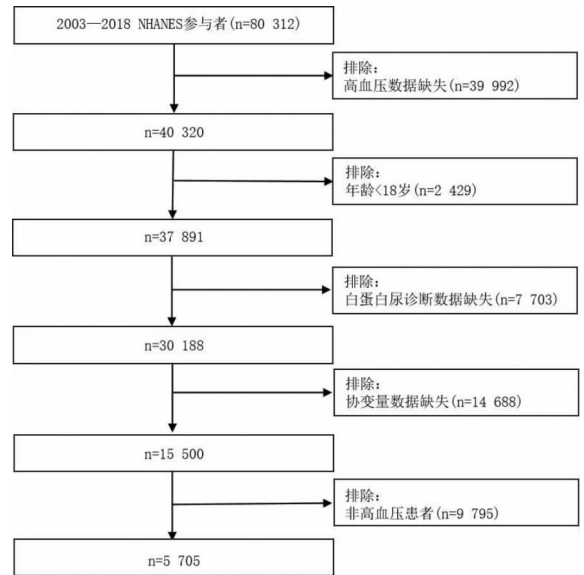 2003—2018 NHANES参与者(n=80 312)
排除：
高血压数据缺失(n=39 992)
n=40 320
排除：
年龄<18岁(n=2 429)
n=37 891
排除：
白蛋白尿诊断数据缺失(n=7 703)
n=30 188
排除：
协变量数据缺失(n=14 688)
n=15 500
排除：
非高血压患者(n=9 795)
n=5 705